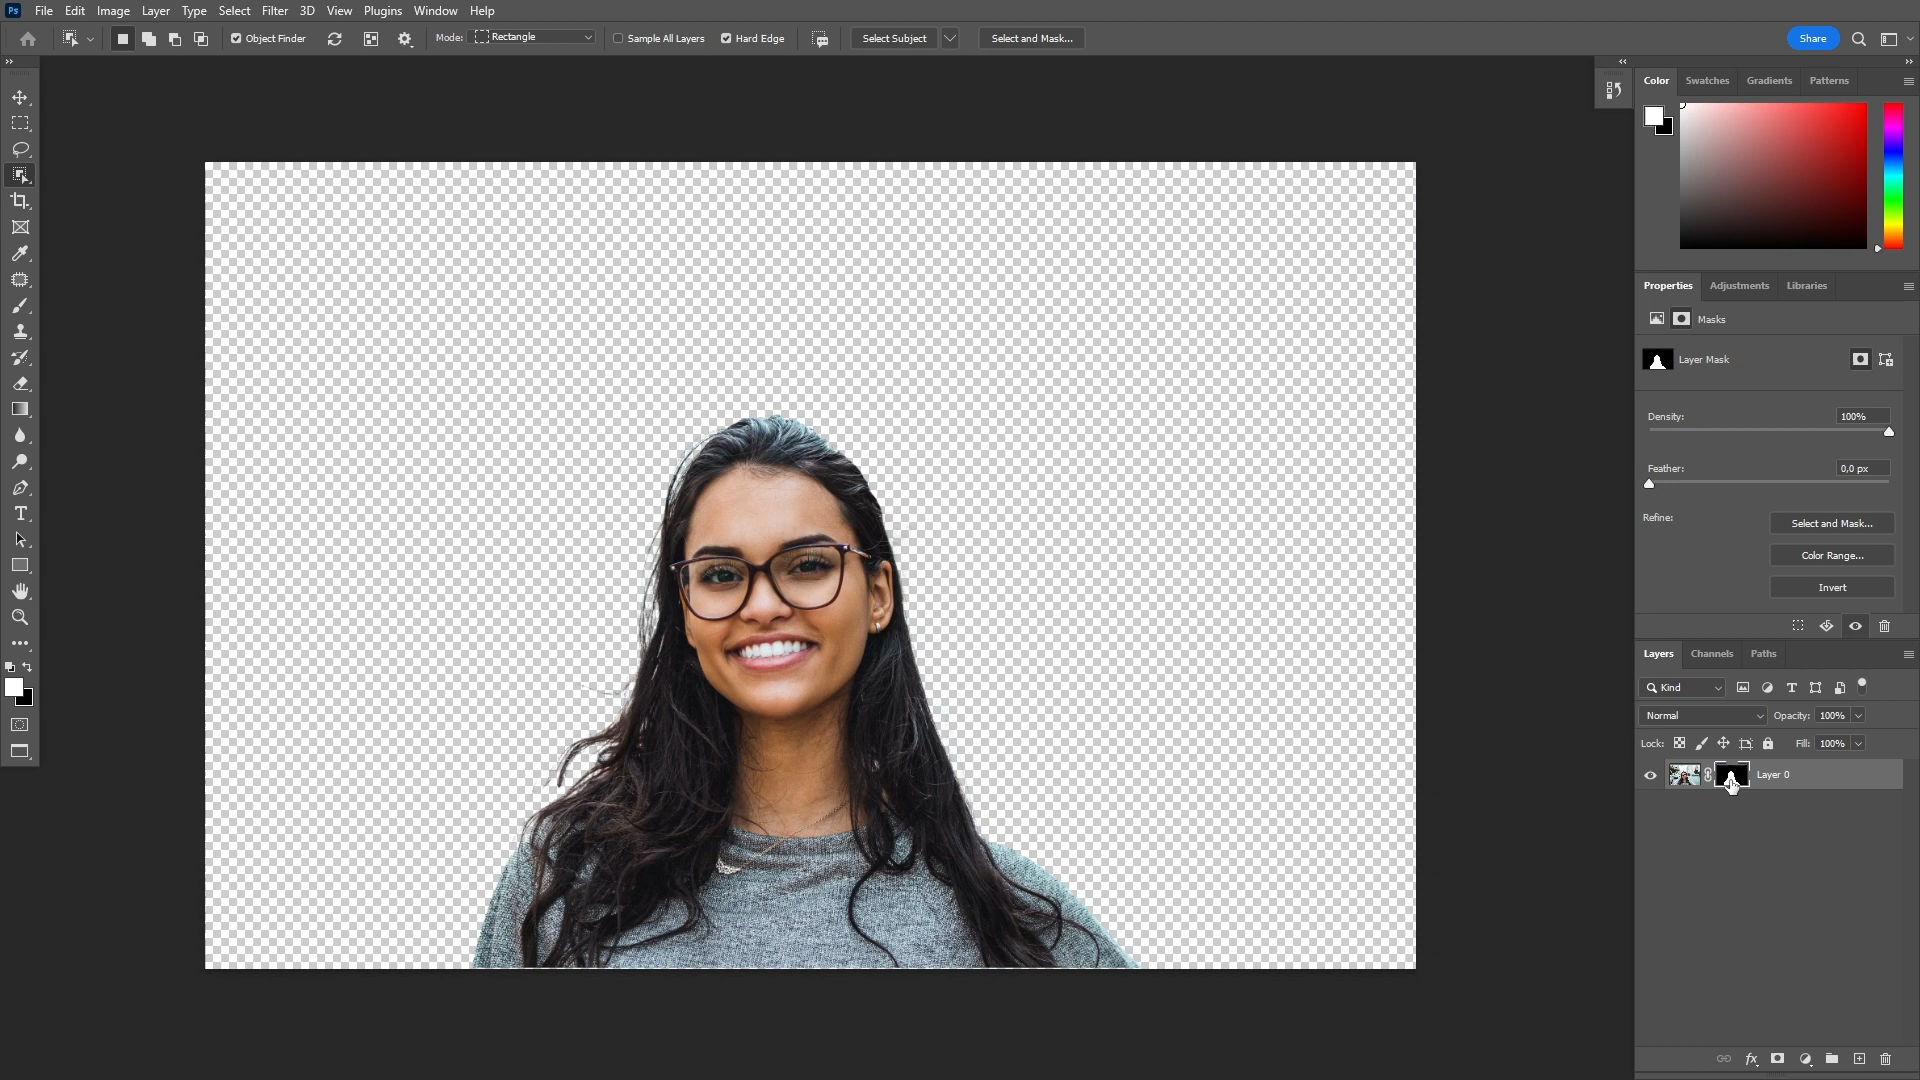 Ps File Edit Image Layer Type Select Filter 3D View Plugins Window Help
Object Finder Mode: Rectangle Sample All Layers Hard Edge Select Subject Select and Mask... Share
Color Swatches Gradients Patterns
Properties Adjustments Libraries
Masks
Layer Mask
Density: 100%
Feather: 0,0 px
Refine: Select and Mask...
Color Range...
Invert
Layers Channels Paths
Kind
Normal Opacity: 100%
Lock: Fill: 100%
Layer 0
fx